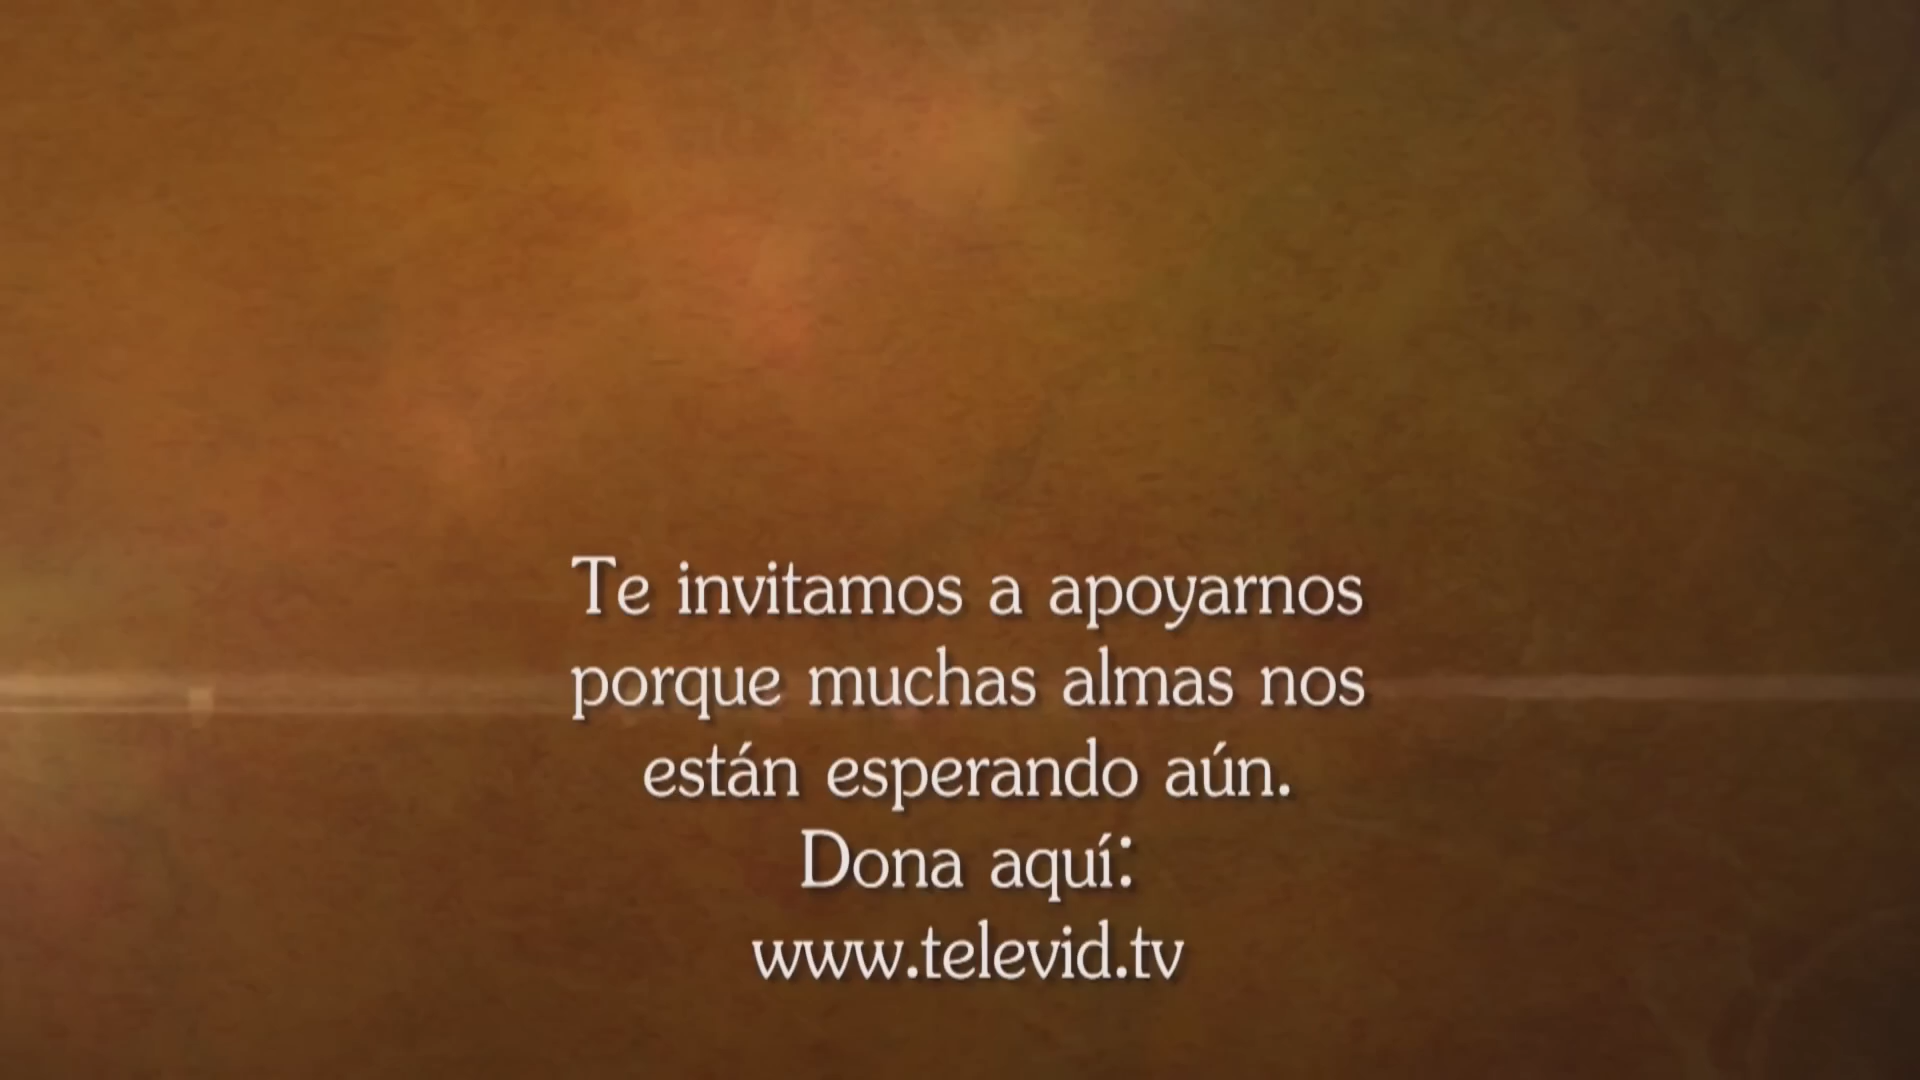 Te invitamos a apoyarnos
porque muchas almas nos
están esperando aún.
Dona aquí:
www.televid.tv